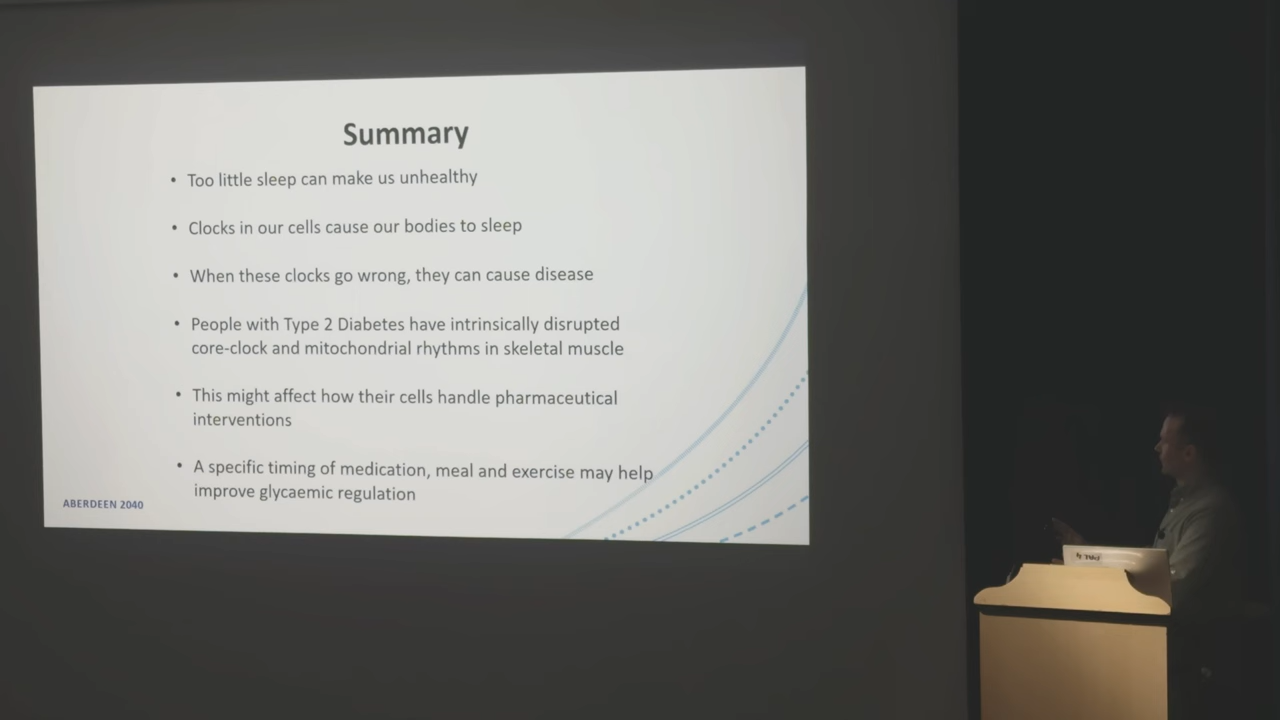 Summary
• Too little sleep can make us unhealthy
• Clocks in our cells cause our bodies to sleep
• When these clocks go wrong, they can cause disease
• People with Type 2 Diabetes have intrinsically disrupted
core-clock and mitochondrial rhythms in skeletal muscle
• This might affect how their cells handle pharmaceutical
interventions
• A specific timing of medication, meal and exercise may help
improve glycaemic regulation
ABERDEEN 2040